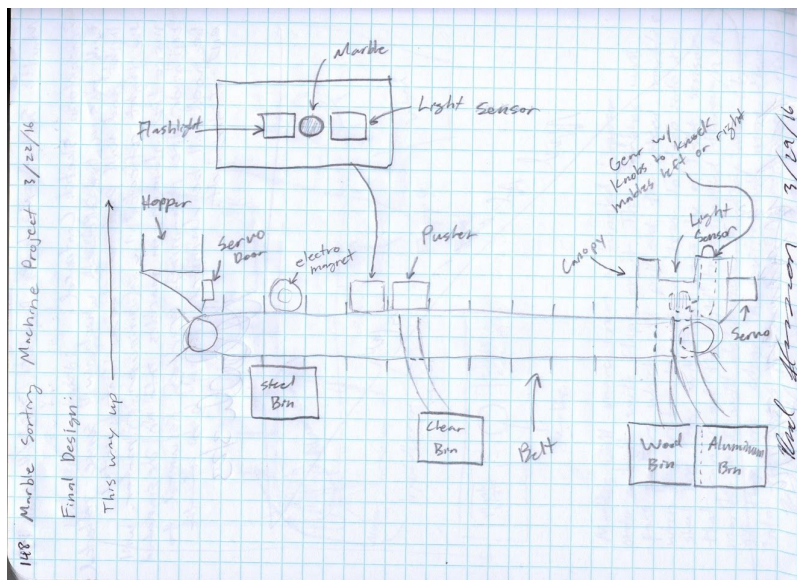 148 Marble Sorting Machine Project 3/22/16
Final Design:
This way up
Marble
Flashlight
Light Sensor
Hopper
Servo
Door
electro
magnet
Pusher
Canopy
Light
Sensor
Gear w/
knobs to knock
marbles left or right
Servo
Steel
Bin
Clear
Bin
Belt
Wood
Bin
Aluminum
Bin
3/29/16